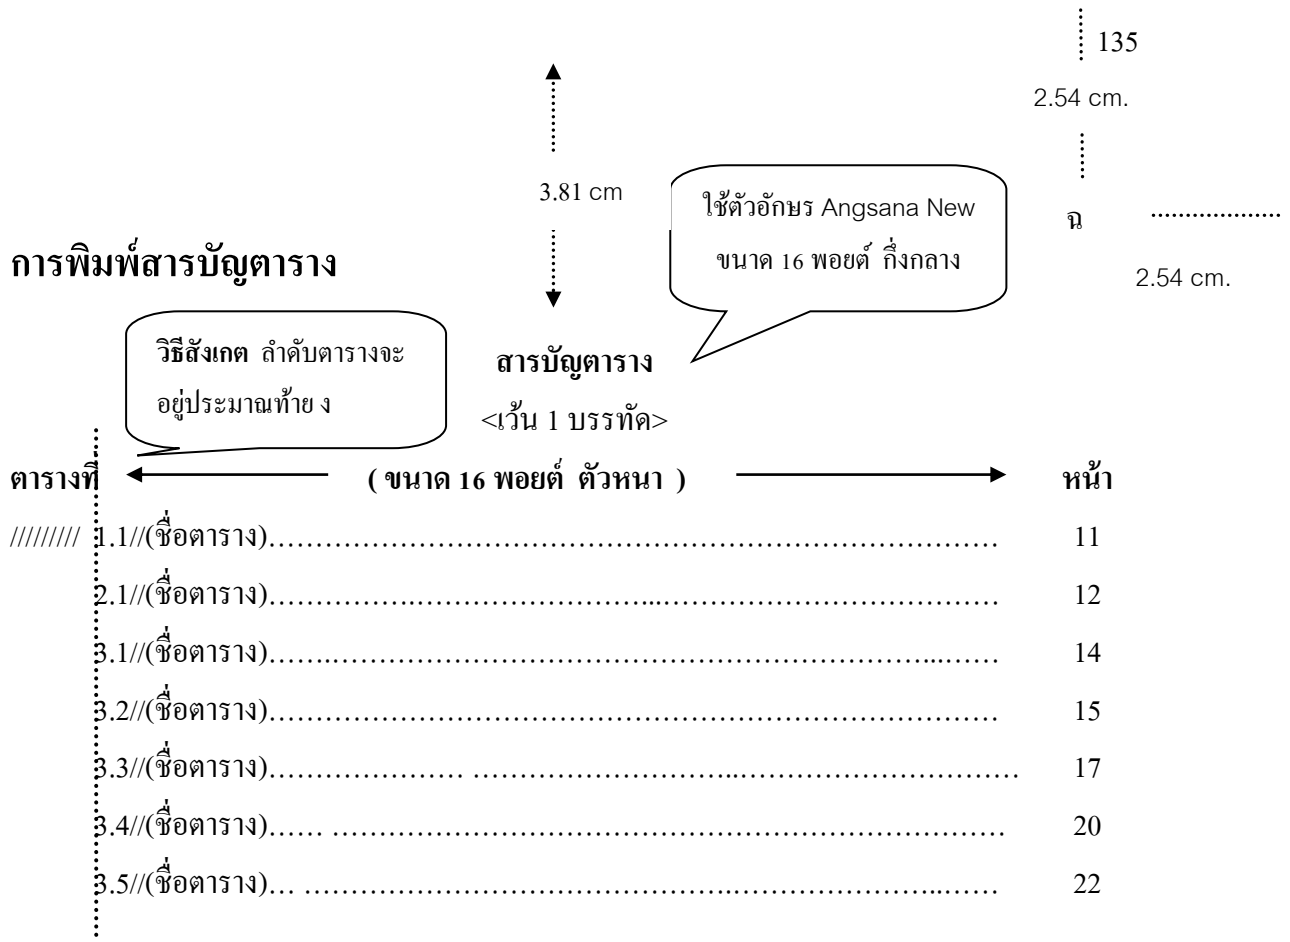 135
2.54 cm.
3.81 cm
ใช้ตัวอักษร Angsana New
ขนาด 16 พอยต์ กึ่งกลาง
ฉ
2.54 cm.
การพิมพ์สารบัญตาราง
วิธีสังเกต ลำดับตารางจะ
อยู่ประมาณท้าย ง
สารบัญตาราง
<เว้น 1 บรรทัด>
ตารางที่ ( ขนาด 16 พอยต์ ตัวหนา ) หน้า
///////// 1.1//(ชื่อตาราง)…………………………………………………………………… 11
2.1//(ชื่อตาราง)…………….……………………...……………………………… 12
3.1//(ชื่อตาราง)…….………………………………………………………...…… 14
3.2//(ชื่อตาราง)…………………………………………………………………… 15
3.3//(ชื่อตาราง)………………… ………………………..………………………… 17
3.4//(ชื่อตาราง)…… ……………………………………………………………… 20
3.5//(ชื่อตาราง)… ……………………………………….…………………...…… 22